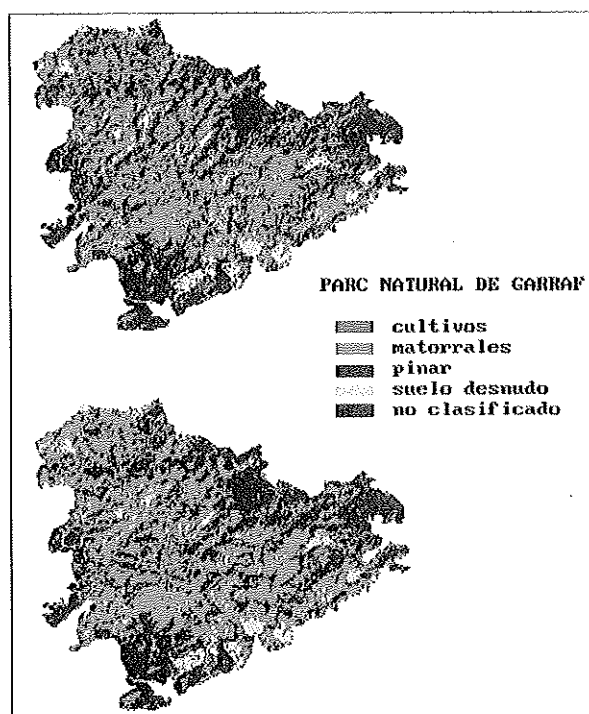 PARC NATURAL DE GARRAF
cultivos
matorrales
pinar
suelo desnudo
no clasificado